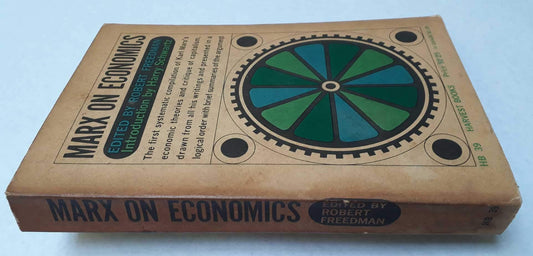 MARX ON ECONOMICS
EDITED BY ROBERT FREEDMAN
Introduction by Harry Schwartz
The first systematic compilation of Karl Marx's
economic theories and critique of capitalism,
drawn from all his writings and presented in a
logical order with brief summaries of the argument
HB 39 HARVEST BOOKS
MARX ON ECONOMICS
EDITED BY
ROBERT
FREEDMAN